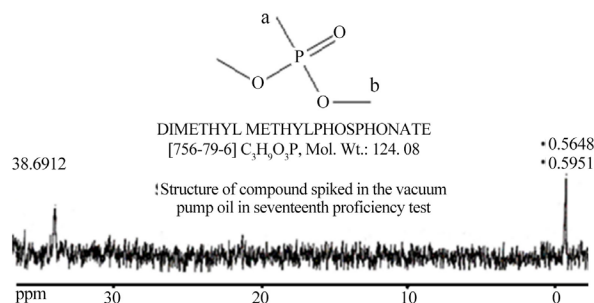 a
O
P
O
b
O
DIMETHYL METHYLPHOSPHONATE
[756-79-6] C₃H₉O₃P, Mol. Wt.: 124. 08
38.6912
0.5648
0.5951
Structure of compound spiked in the vacuum
pump oil in seventeenth proficiency test
ppm 30 20 10 0